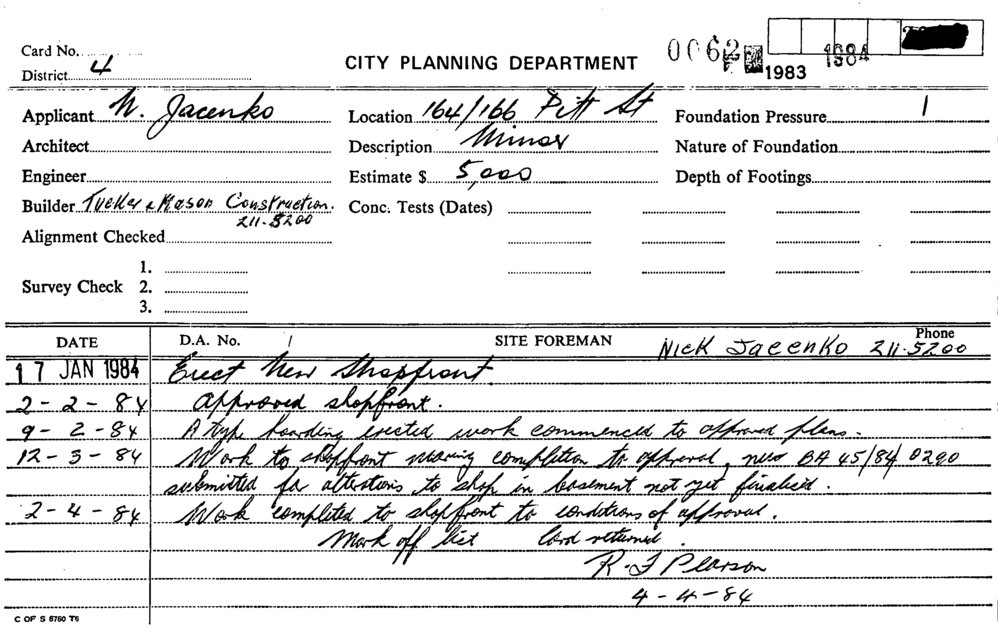 Card No.
District 4
CITY PLANNING DEPARTMENT
0062
1983
1984
Applicant N. Jacenko
Location 164/166 Pitt St
Foundation Pressure 1
Architect
Description Minor
Nature of Foundation
Engineer
Estimate $ 5,000
Depth of Footings
Builder Tucker & Mason Construction.
211-5200
Conc. Tests (Dates)
Alignment Checked
Survey Check
1.
2.
3.
DATE D.A. No. / SITE FOREMAN Nick Jacenko Phone 211-5200
17 JAN 1984 Erect New Shopfront.
2-2-84 Approved shopfront.
9-2-84 A type hoarding erected work commenced to approved plans.
12-3-84 Work to shopfront nearing completion to approval, new BA 45/84/0290
submitted for alterations to shop in basement not yet finalised.
2-4-84 Work completed to shopfront to conditions of approval.
Mark off list Card returned.
R.J Pearson
4-4-84
C OF S 5760 T6